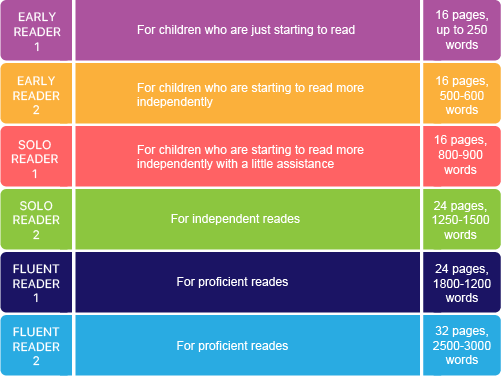 EARLY
READER
1
For children who are just starting to read
16 pages,
up to 250
words
EARLY
READER
2
For children who are starting to read more
independently
16 pages,
500-600
words
SOLO
READER
1
For children who are starting to read more
independently with a little assistance
16 pages,
800-900
words
SOLO
READER
2
For independent reades
24 pages,
1250-1500
words
FLUENT
READER
1
For proficient reades
24 pages,
1800-1200
words
FLUENT
READER
2
For proficient reades
32 pages,
2500-3000
words